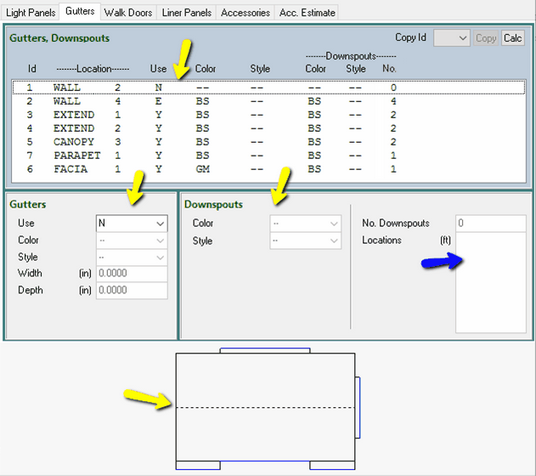 Light Panels Gutters Walk Doors Liner Panels Accessories Acc. Estimate
Gutters, Downspouts Copy Id Copy Calc
-------Downspouts-------
Id -------Location------- Use Color Style Color Style No.
1 WALL 2 N -- -- -- -- 0
2 WALL 4 E BS -- BS -- 4
3 EXTEND 1 Y BS -- BS -- 2
4 EXTEND 2 Y BS -- BS -- 2
5 CANOPY 3 Y BS -- BS -- 2
7 PARAPET 1 Y BS -- BS -- 1
6 FACIA 1 Y GM -- BS -- 1
Gutters Downspouts
Use N Color -- No. Downspouts 0
Color -- Style -- Locations (ft)
Style --
Width (in) 0.0000
Depth (in) 0.0000